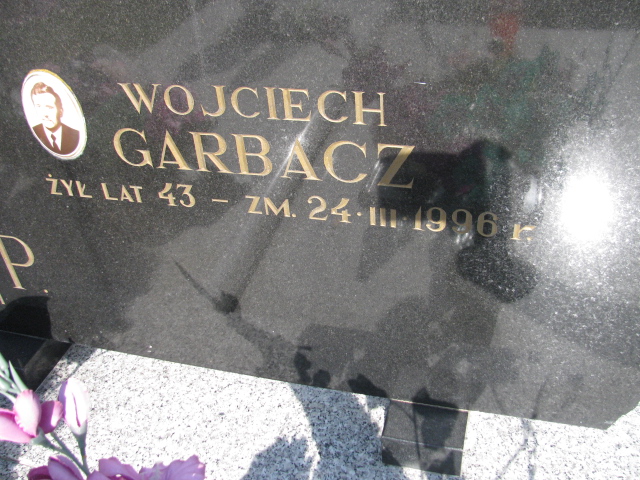 WOJCIECH
GARBACZ
ŻYŁ LAT 43 – ZM. 24·III 1996 r.
P